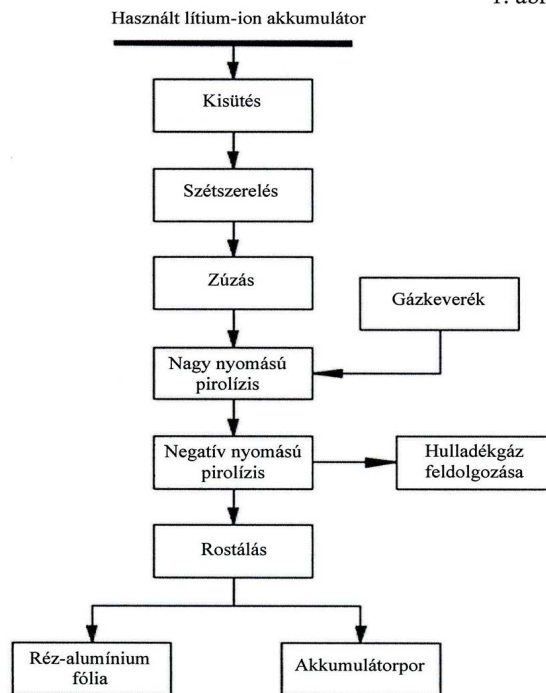 Használt lítium-ion akkumulátor
Kisütés
Szétszerelés
Zúzás
Gázkeverék
Nagy nyomású
pirolízis
Negatív nyomású
pirolízis
Hulladékgáz
feldolgozása
Rostálás
Réz-alumínium
fólia
Akkumulátorpor